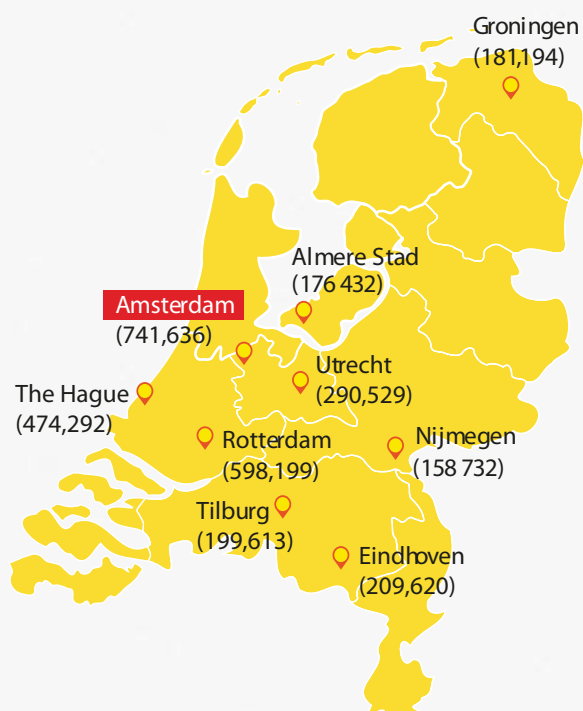 Groningen
(181,194)
Almere Stad
(176 432)
Amsterdam
(741,636)
Utrecht
(290,529)
The Hague
(474,292)
Rotterdam
(598,199)
Nijmegen
(158 732)
Tilburg
(199,613)
Eindhoven
(209,620)